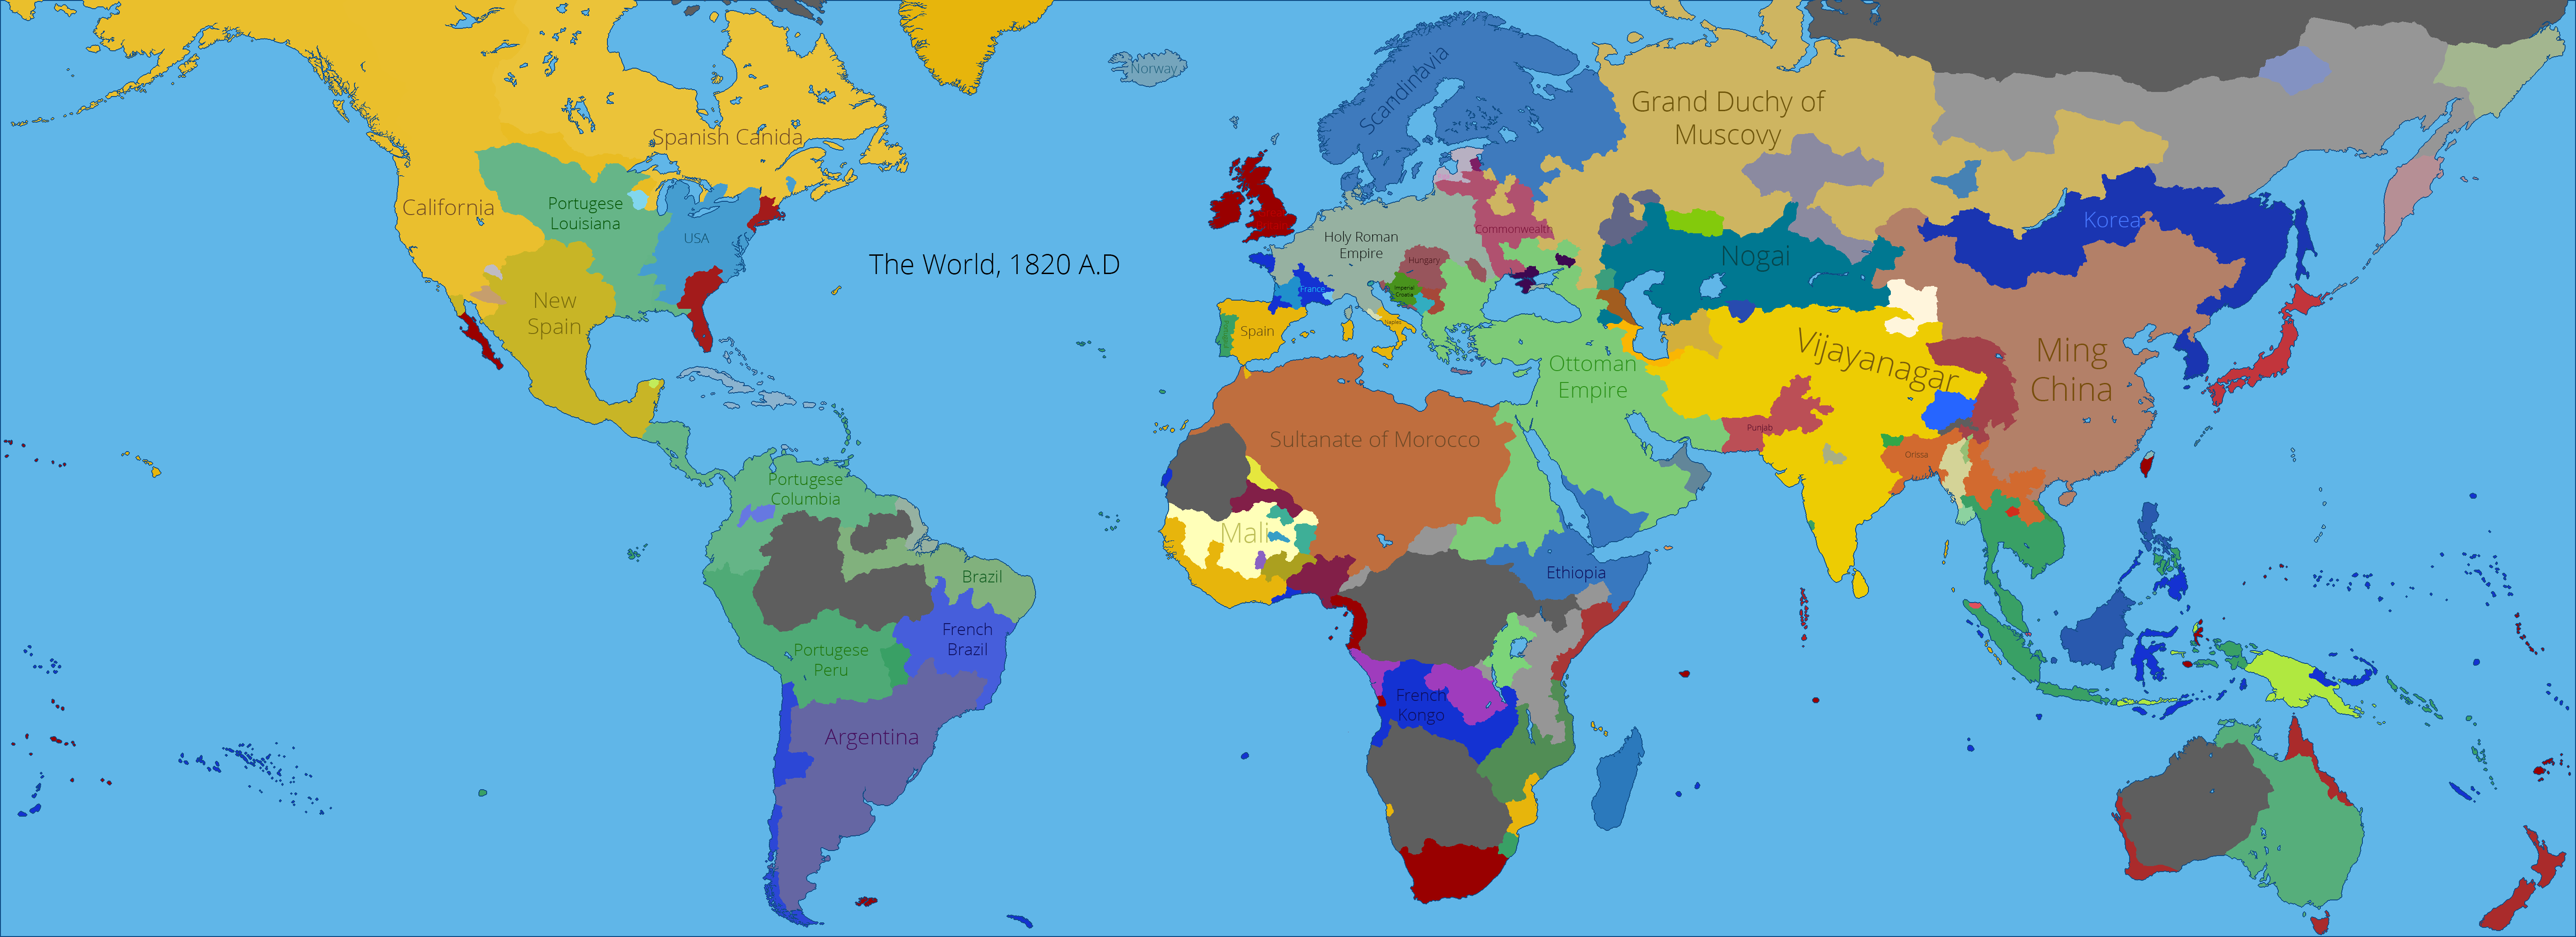 Norway
Scandinavia
Grand Duchy of
Muscovy
Spanish Canida
California
Portugese
Louisiana
USA
The World, 1820 A.D
Holy Roman
Empire
Commonwealth
Hungary
Korea
Nogai
New
Spain
France
Imperial
Croatia
Spain
Naples
Ottoman
Empire
Vijayanagar
Ming
China
Sultanate of Morocco
Punjab
Orissa
Portugese
Columbia
Mali
Ethiopia
Brazil
French
Brazil
Portugese
Peru
French
Kongo
Argentina